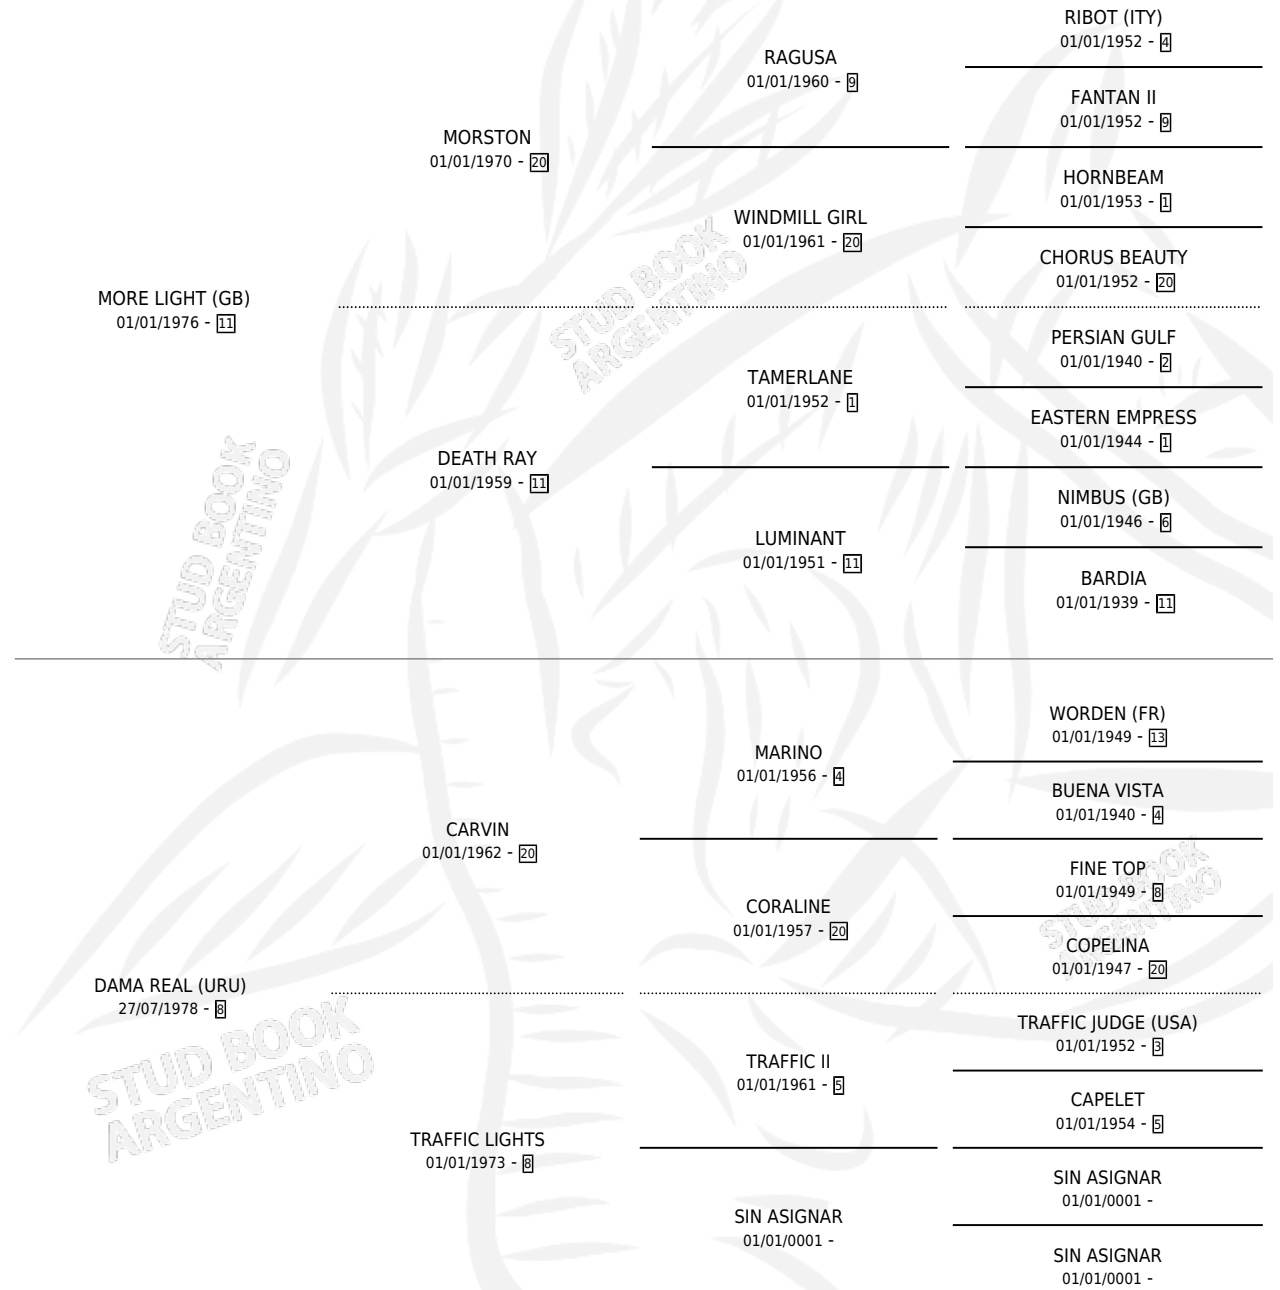 RIBOT (ITY)
01/01/1952 - 4
RAGUSA
01/01/1960 - 9
FANTAN II
01/01/1952 - 9
MORSTON
01/01/1970 - 20
HORNBEAM
01/01/1953 - 1
WINDMILL GIRL
01/01/1961 - 20
CHORUS BEAUTY
01/01/1952 - 20
MORE LIGHT (GB)
01/01/1976 - 11
STUD BOOK
ARGENTINO
PERSIAN GULF
01/01/1940 - 2
TAMERLANE
01/01/1952 - 1
EASTERN EMPRESS
01/01/1944 - 1
DEATH RAY
01/01/1959 - 11
NIMBUS (GB)
01/01/1946 - 6
LUMINANT
01/01/1951 - 11
BARDIA
01/01/1939 - 11
STUD BOOK
ARGENTINO
WORDEN (FR)
01/01/1949 - 13
MARINO
01/01/1956 - 4
BUENA VISTA
01/01/1940 - 4
CARVIN
01/01/1962 - 20
FINE TOP
01/01/1949 - 8
CORALINE
01/01/1957 - 20
COPELINA
01/01/1947 - 20
STUD BOOK
ARGENTINO
DAMA REAL (URU)
27/07/1978 - 8
TRAFFIC JUDGE (USA)
01/01/1952 - 3
TRAFFIC II
01/01/1961 - 5
CAPELET
01/01/1954 - 5
STUD BOOK
ARGENTINO
TRAFFIC LIGHTS
01/01/1973 - 8
SIN ASIGNAR
01/01/0001 -
SIN ASIGNAR
01/01/0001 -
SIN ASIGNAR
01/01/0001 -